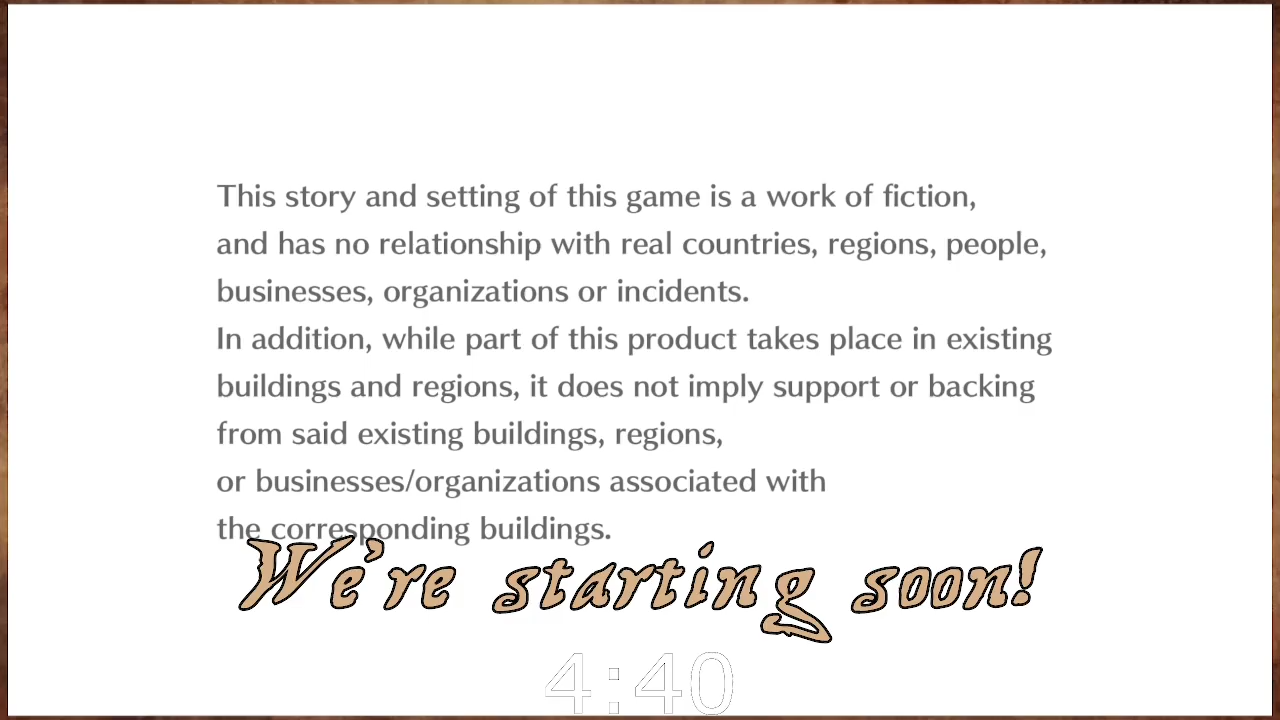 This story and setting of this game is a work of fiction,
and has no relationship with real countries, regions, people,
businesses, organizations or incidents.
In addition, while part of this product takes place in existing
buildings and regions, it does not imply support or backing
from said existing buildings, regions,
or businesses/organizations associated with
the corresponding buildings.
We're starting soon!
4:40